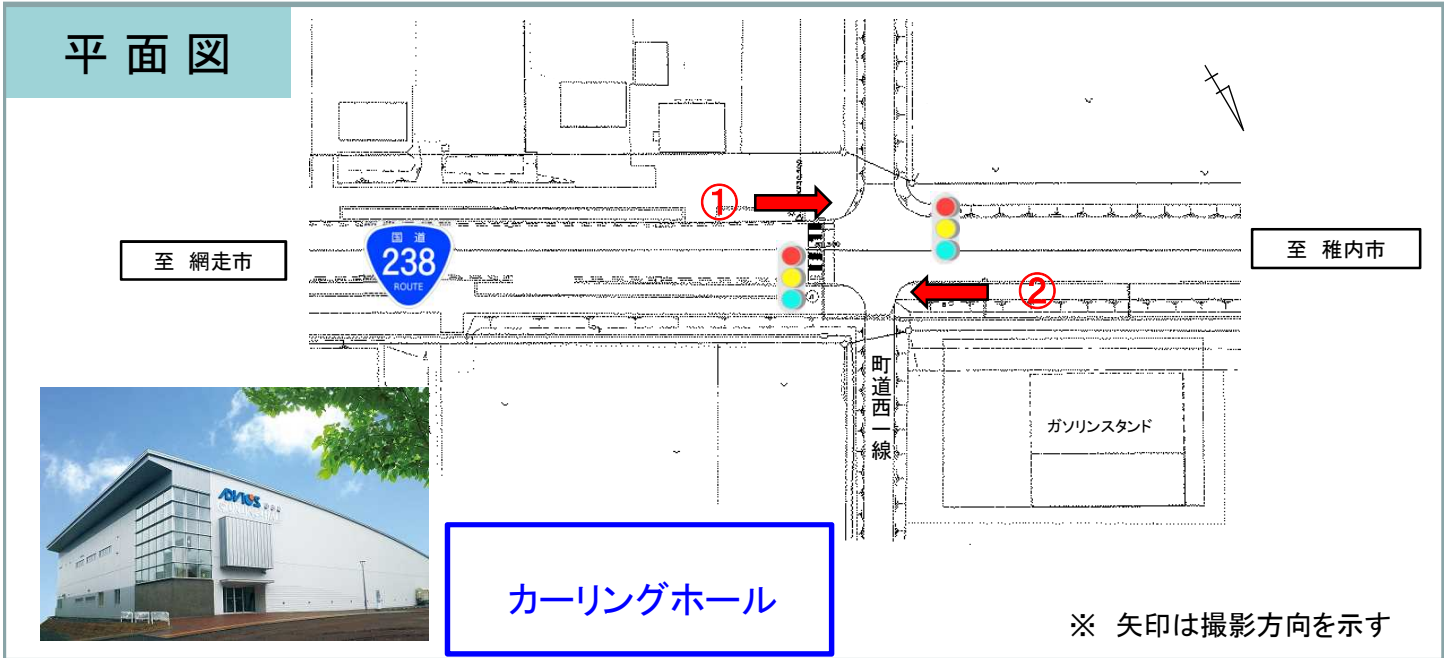 平面図
①
国道
238
ROUTE
至 網走市
至 稚内市
②
町道西一線
ガソリンスタンド
ADVICS
カーリングホール
※ 矢印は撮影方向を示す